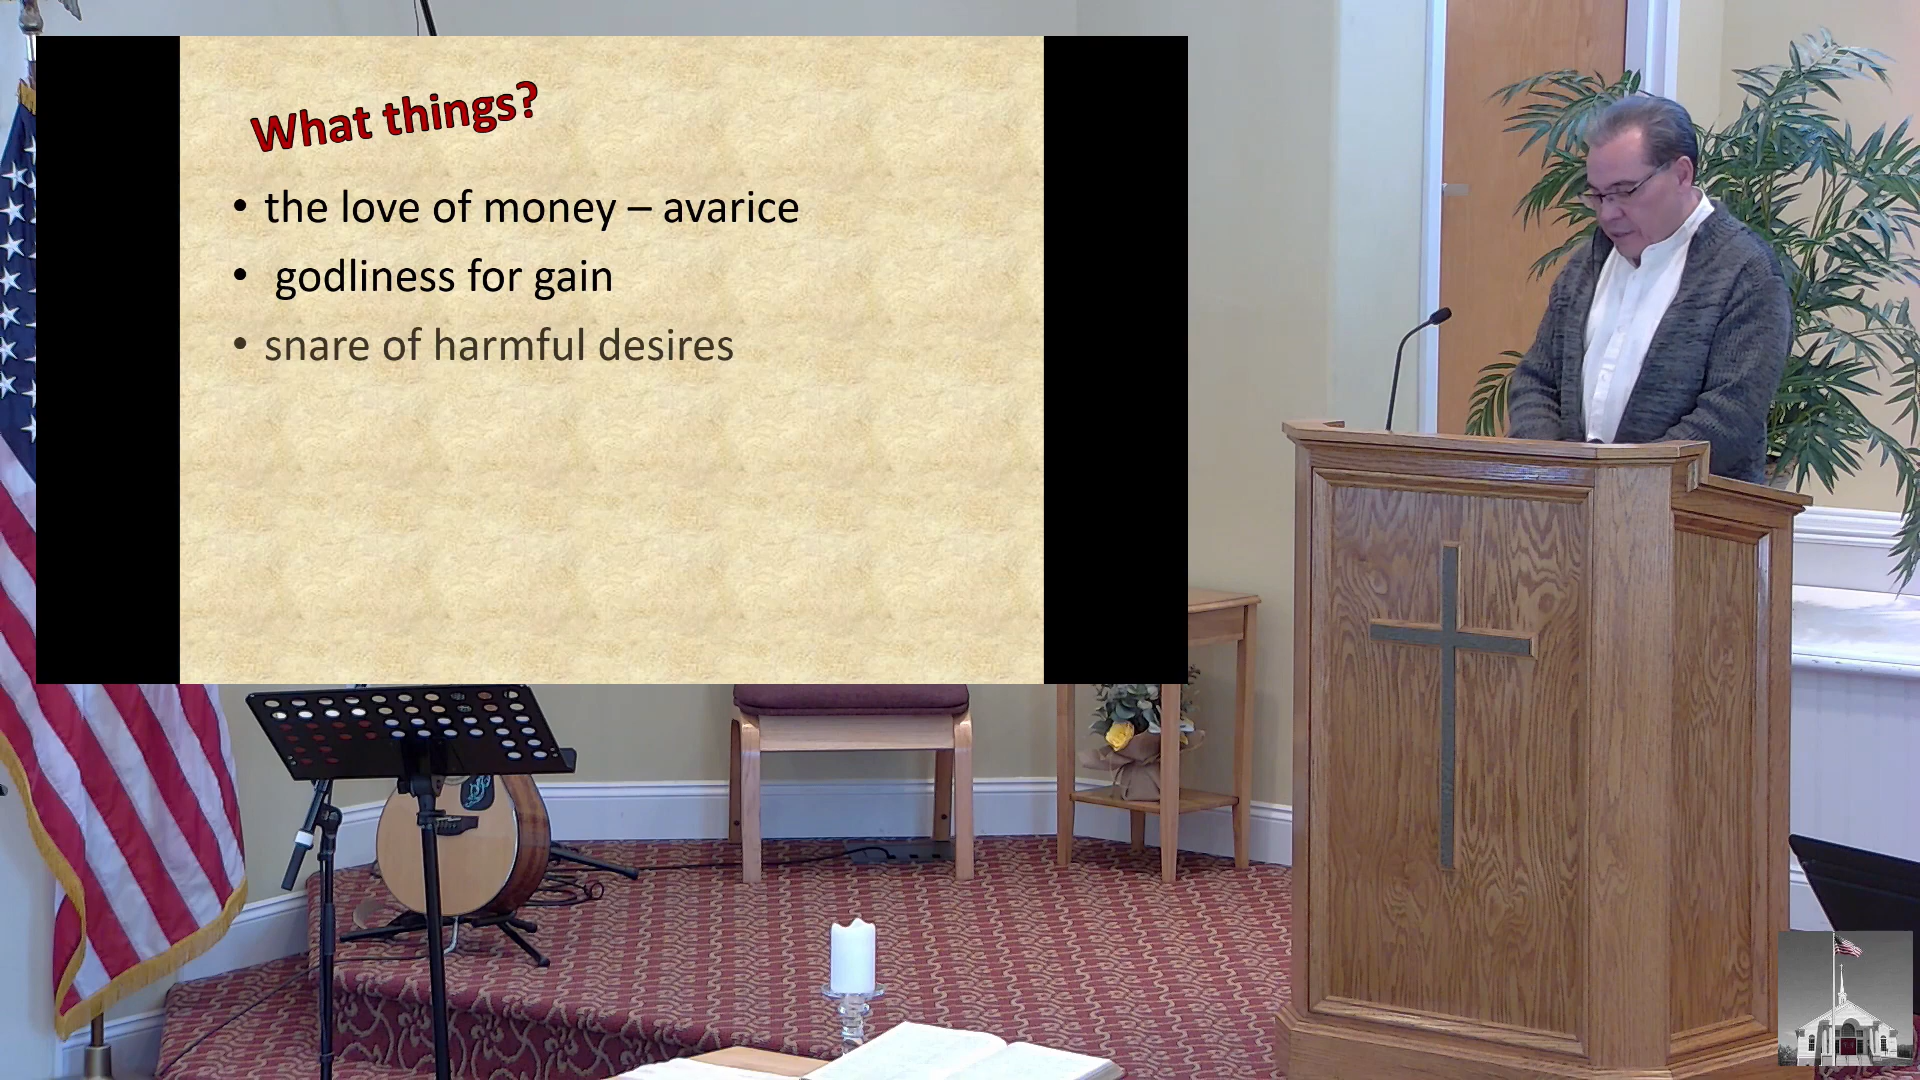 What things?
• the love of money – avarice
• godliness for gain
• snare of harmful desires